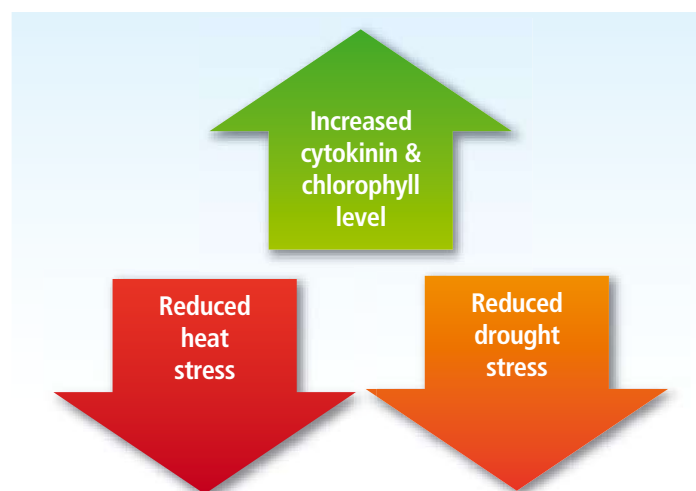 Increased
cytokinin &
chlorophyll
level
Reduced
heat
stress
Reduced
drought
stress